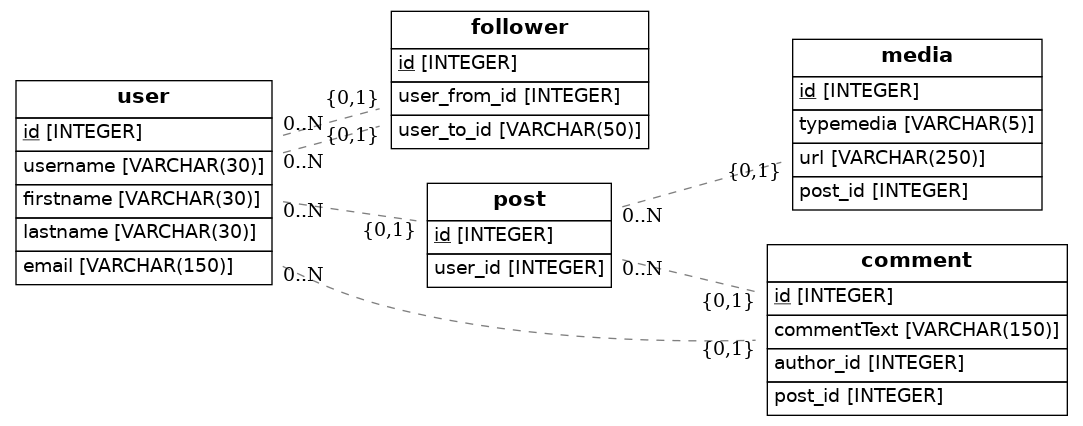 user
id [INTEGER]
username [VARCHAR(30)]
firstname [VARCHAR(30)]
lastname [VARCHAR(30)]
email [VARCHAR(150)]
follower
id [INTEGER]
user_from_id [INTEGER]
user_to_id [VARCHAR(50)]
post
id [INTEGER]
user_id [INTEGER]
media
id [INTEGER]
typemedia [VARCHAR(5)]
url [VARCHAR(250)]
post_id [INTEGER]
comment
id [INTEGER]
commentText [VARCHAR(150)]
author_id [INTEGER]
post_id [INTEGER]
{0,1}
0..N
{0,1}
0..N
0..N
{0,1}
0..N
{0,1}
{0,1}
0..N
0..N
{0,1}